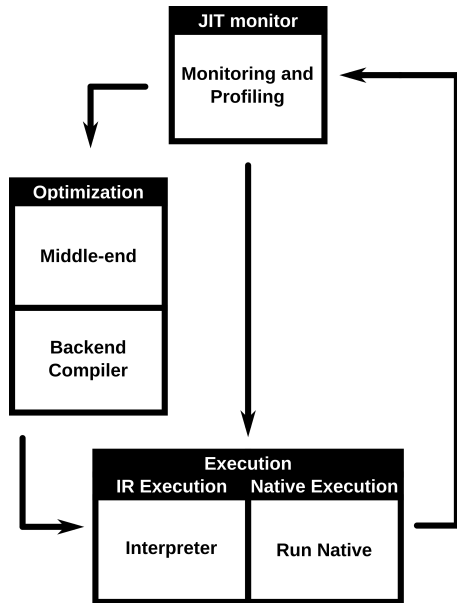 JIT monitor
Monitoring and
Profiling
Optimization
Middle-end
Backend
Compiler
Execution
IR Execution Native Execution
Interpreter
Run Native